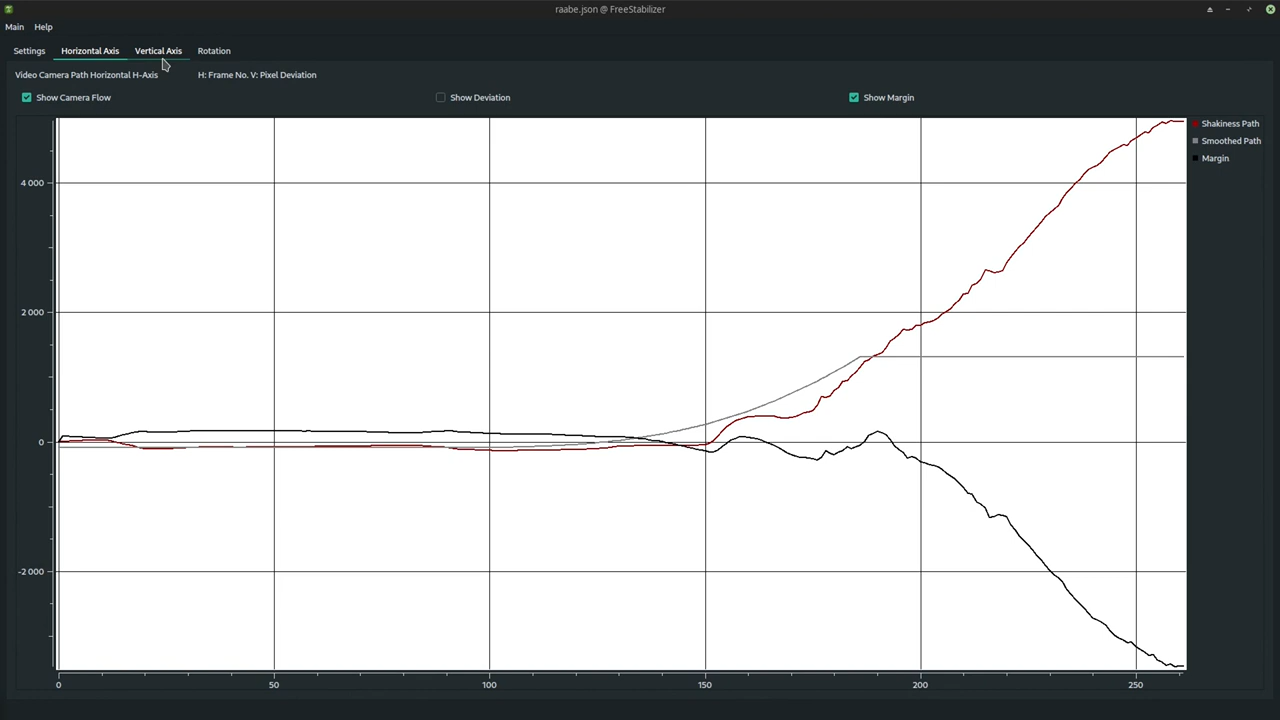 raabe.json @ FreeStabilizer
Main Help
Settings Horizontal Axis Vertical Axis Rotation
Video Camera Path Horizontal H-Axis H: Frame No. V: Pixel Deviation
Show Camera Flow Show Deviation Show Margin
Shakiness Path
Smoothed Path
Margin
4 000
2 000
0
-2 000
0 50 100 150 200 250